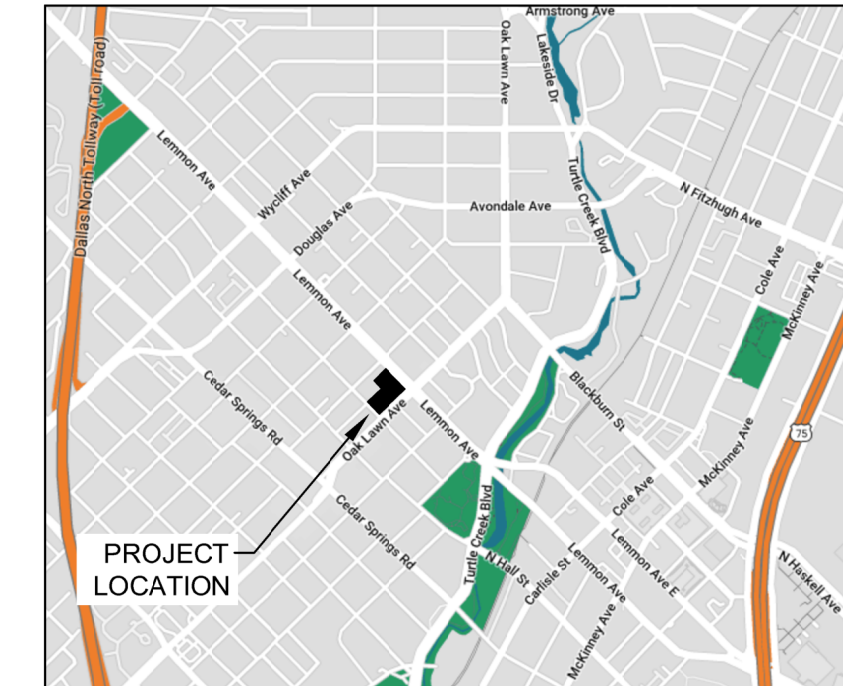 Armstrong Ave
Oak Lawn Ave
Lakeside Dr
Dallas North Tollway (Toll road)
Lemmon Ave
Wycliff Ave
Turtle Creek Blvd
N Fitzhugh Ave
Douglas Ave
Avondale Ave
Cole Ave
McKinney Ave
Lemmon Ave
Cedar Springs Rd
Blackburn St
Oak Lawn Ave
Lemmon Ave
75
McKinney Ave
Cole Ave
Cedar Springs Rd
Turtle Creek Blvd
PROJECT
LOCATION
N Hall St
Carlisle St
Lemmon Ave
Lemmon Ave E
N Haskell Ave
McKinney Ave